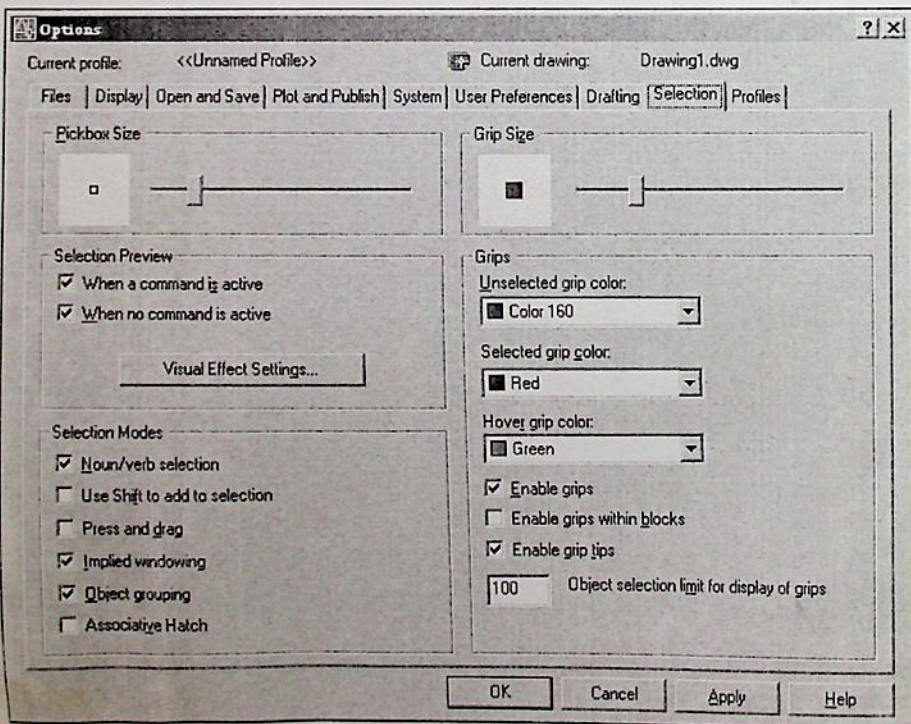 Options
Current profile: <<Unnamed Profile>> Current drawing: Drawing1.dwg
Files Display Open and Save Plot and Publish System User Preferences Drafting Selection Profiles
Pickbox Size
Selection Preview
When a command is active
When no command is active
Visual Effect Settings...
Selection Modes
Noun/verb selection
Use Shift to add to selection
Press and drag
Implied windowing
Object grouping
Associative Hatch
Grip Size
Grips
Unselected grip color:
Color 160
Selected grip color:
Red
Hover grip color:
Green
Enable grips
Enable grips within blocks
Enable grip tips
100 Object selection limit for display of grips
OK Cancel Apply Help